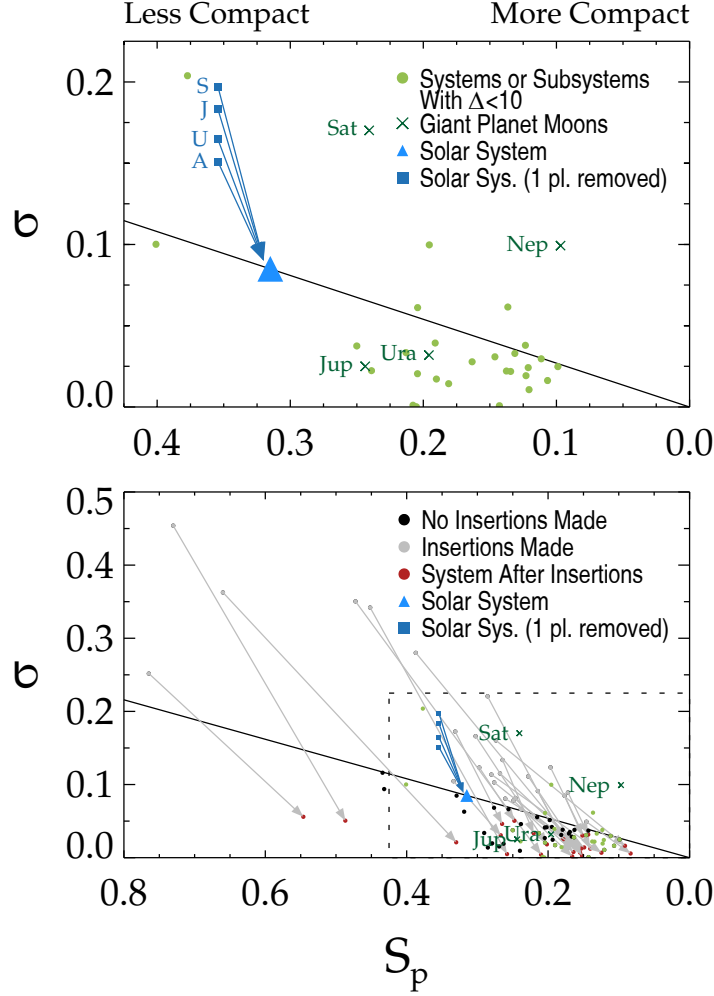 Less Compact More Compact
0.2
0.1
0.0
σ
S
J
U
A
Sat
Nep
Ura
Jup
Systems or Subsystems
With Δ<10
Giant Planet Moons
Solar System
Solar Sys. (1 pl. removed)
0.4 0.3 0.2 0.1 0.0
0.5
0.4
0.3
0.2
0.1
0.0
σ
No Insertions Made
Insertions Made
System After Insertions
Solar System
Solar Sys. (1 pl. removed)
Sat
Nep
Ura
Jup
0.8 0.6 0.4 0.2 0.0
Sp